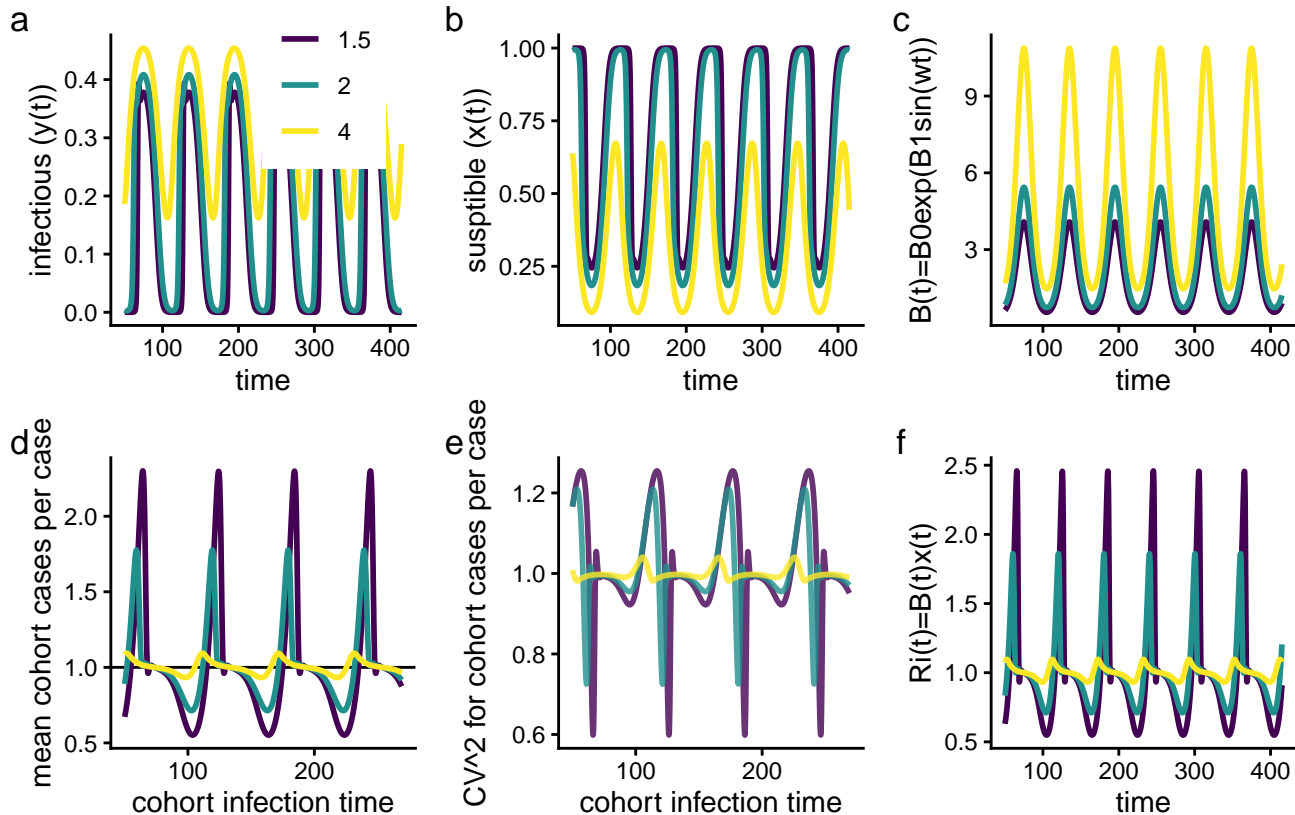 a
infectious (y(t))
0.4
0.3
0.2
0.1
0.0
100 200 300 400
time
1.5
2
4
b
susptible (x(t))
1.00
0.75
0.50
0.25
100 200 300 400
time
c
B(t)=B0exp(B1sin(wt))
9
6
3
100 200 300 400
time
d
mean cohort cases per case
2.0
1.5
1.0
0.5
100 200
cohort infection time
e
CV^2 for cohort cases per case
1.2
1.0
0.8
0.6
100 200
cohort infection time
f
Ri(t)=B(t)×x(t)
2.5
2.0
1.5
1.0
0.5
100 200 300 400
time